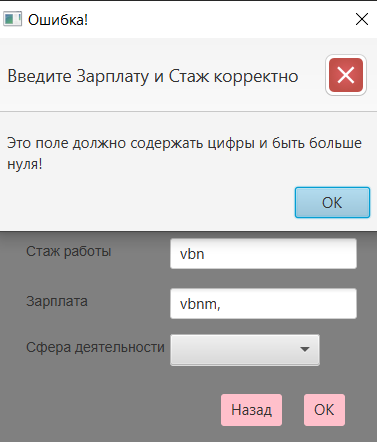 Ошибка!
Введите Зарплату и Стаж корректно
Это поле должно содержать цифры и быть больше
нуля!
OK
Стаж работы
vbn
Зарплата
vbnm,
Сфера деятельности
Назад
ОК